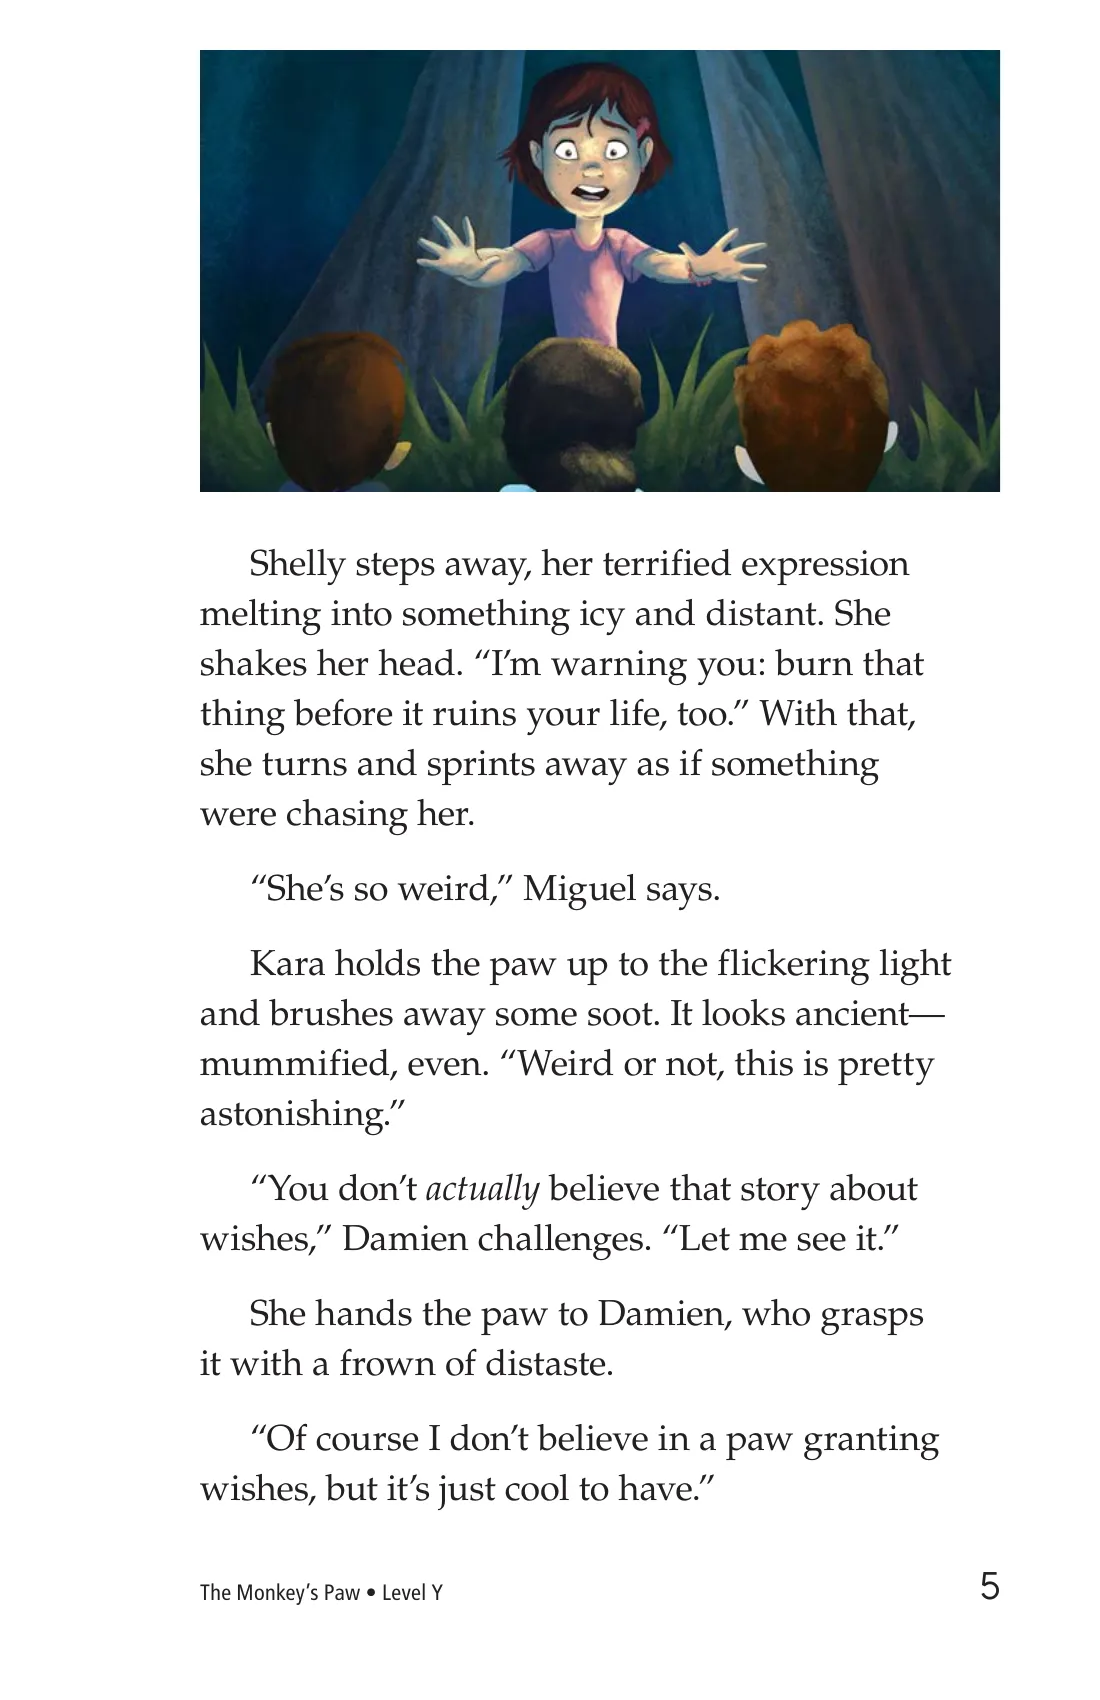 Shelly steps away, her terrified expression
melting into something icy and distant. She
shakes her head. “I’m warning you: burn that
thing before it ruins your life, too.” With that,
she turns and sprints away as if something
were chasing her.
“She’s so weird,” Miguel says.
Kara holds the paw up to the flickering light
and brushes away some soot. It looks ancient—
mummified, even. “Weird or not, this is pretty
astonishing.”
“You don’t actually believe that story about
wishes,” Damien challenges. “Let me see it.”
She hands the paw to Damien, who grasps
it with a frown of distaste.
“Of course I don’t believe in a paw granting
wishes, but it’s just cool to have.”
The Monkey’s Paw • Level Y
5